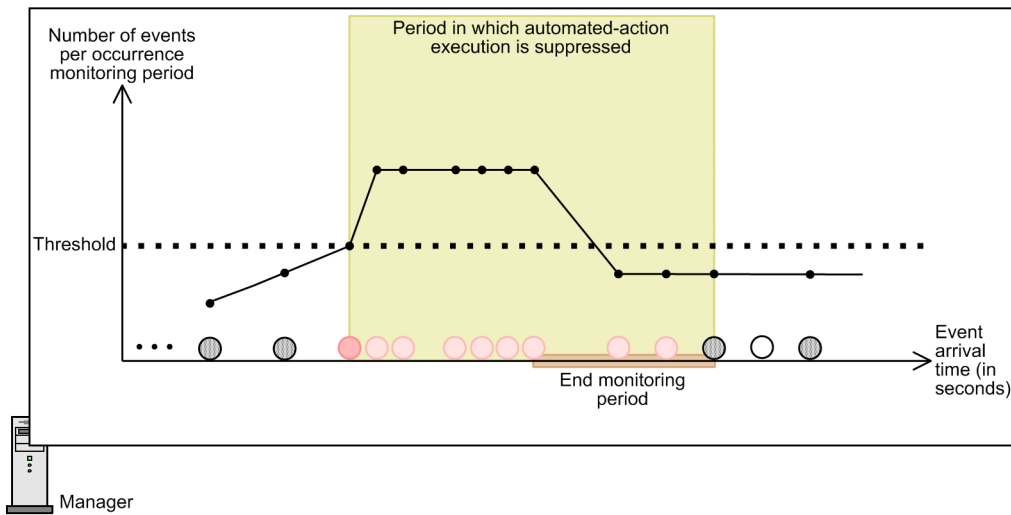 Number of events
per occurrence
monitoring period
Period in which automated-action
execution is suppressed
Threshold
Event
arrival
time (in
seconds)
End monitoring
period
Manager